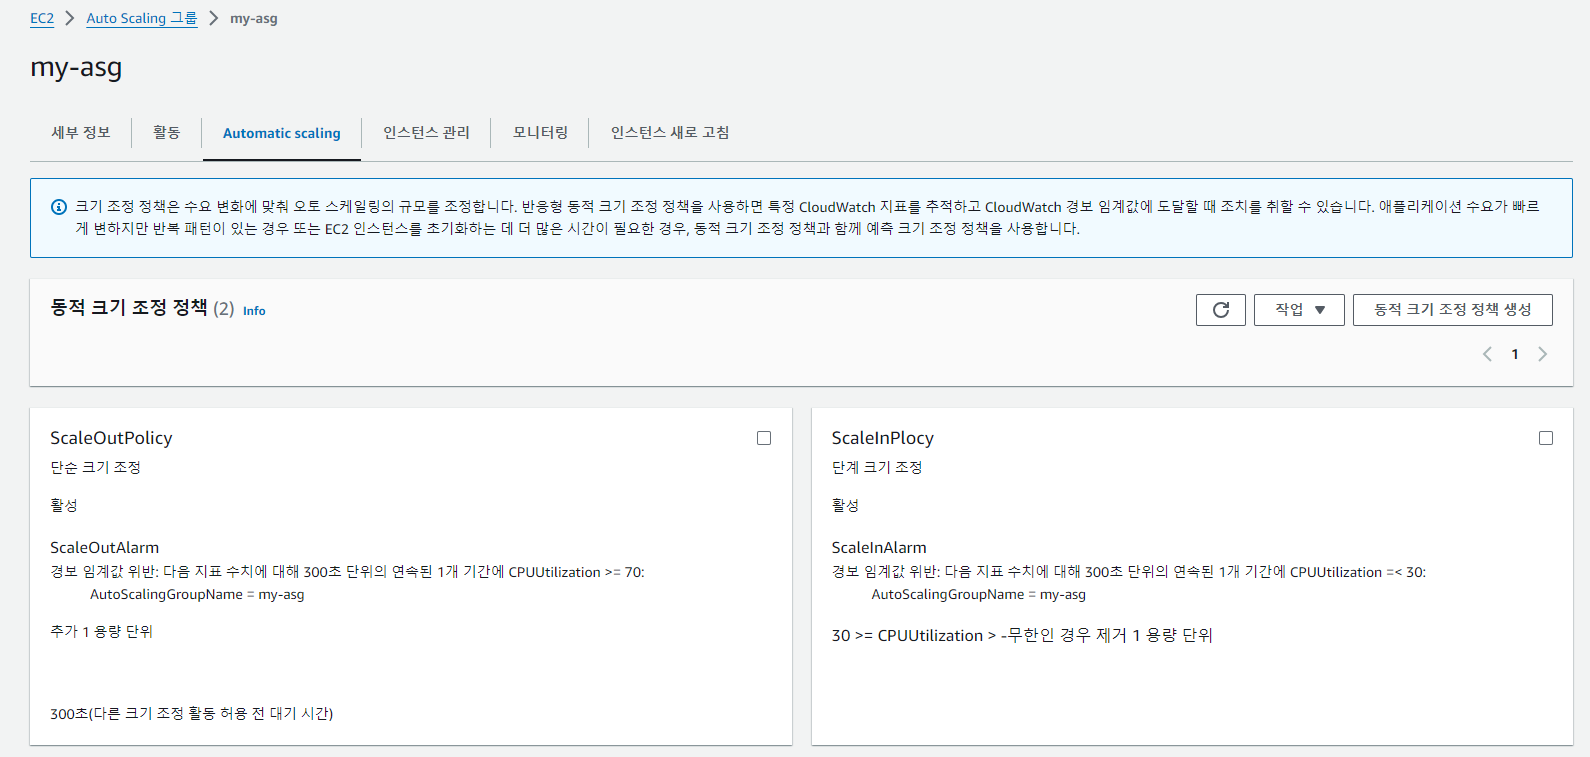 EC2 > Auto Scaling 그룹 > my-asg
my-asg
세부 정보 활동 Automatic scaling 인스턴스 관리 모니터링 인스턴스 새로 고침
크기 조정 정책은 수요 변화에 맞춰 오토 스케일링의 규모를 조정합니다. 반응형 동적 크기 조정 정책을 사용하면 특정 CloudWatch 지표를 추적하고 CloudWatch 경보 임계값에 도달할 때 조치를 취할 수 있습니다. 애플리케이션 수요가 빠르
게 변하지만 반복 패턴이 있는 경우 또는 EC2 인스턴스를 초기화하는 데 더 많은 시간이 필요한 경우, 동적 크기 조정 정책과 함께 예측 크기 조정 정책을 사용합니다.
동적 크기 조정 정책 (2) Info
작업 ▼ 동적 크기 조정 정책 생성
< 1 >
ScaleOutPolicy
단순 크기 조정
활성
ScaleOutAlarm
경보 임계값 위반: 다음 지표 수치에 대해 300초 단위의 연속된 1개 기간에 CPUUtilization >= 70:
AutoScalingGroupName = my-asg
추가 1 용량 단위
300초(다른 크기 조정 활동 허용 전 대기 시간)
ScaleInPlocy
단계 크기 조정
활성
ScaleInAlarm
경보 임계값 위반: 다음 지표 수치에 대해 300초 단위의 연속된 1개 기간에 CPUUtilization =< 30:
AutoScalingGroupName = my-asg
30 >= CPUUtilization > -무한인 경우 제거 1 용량 단위